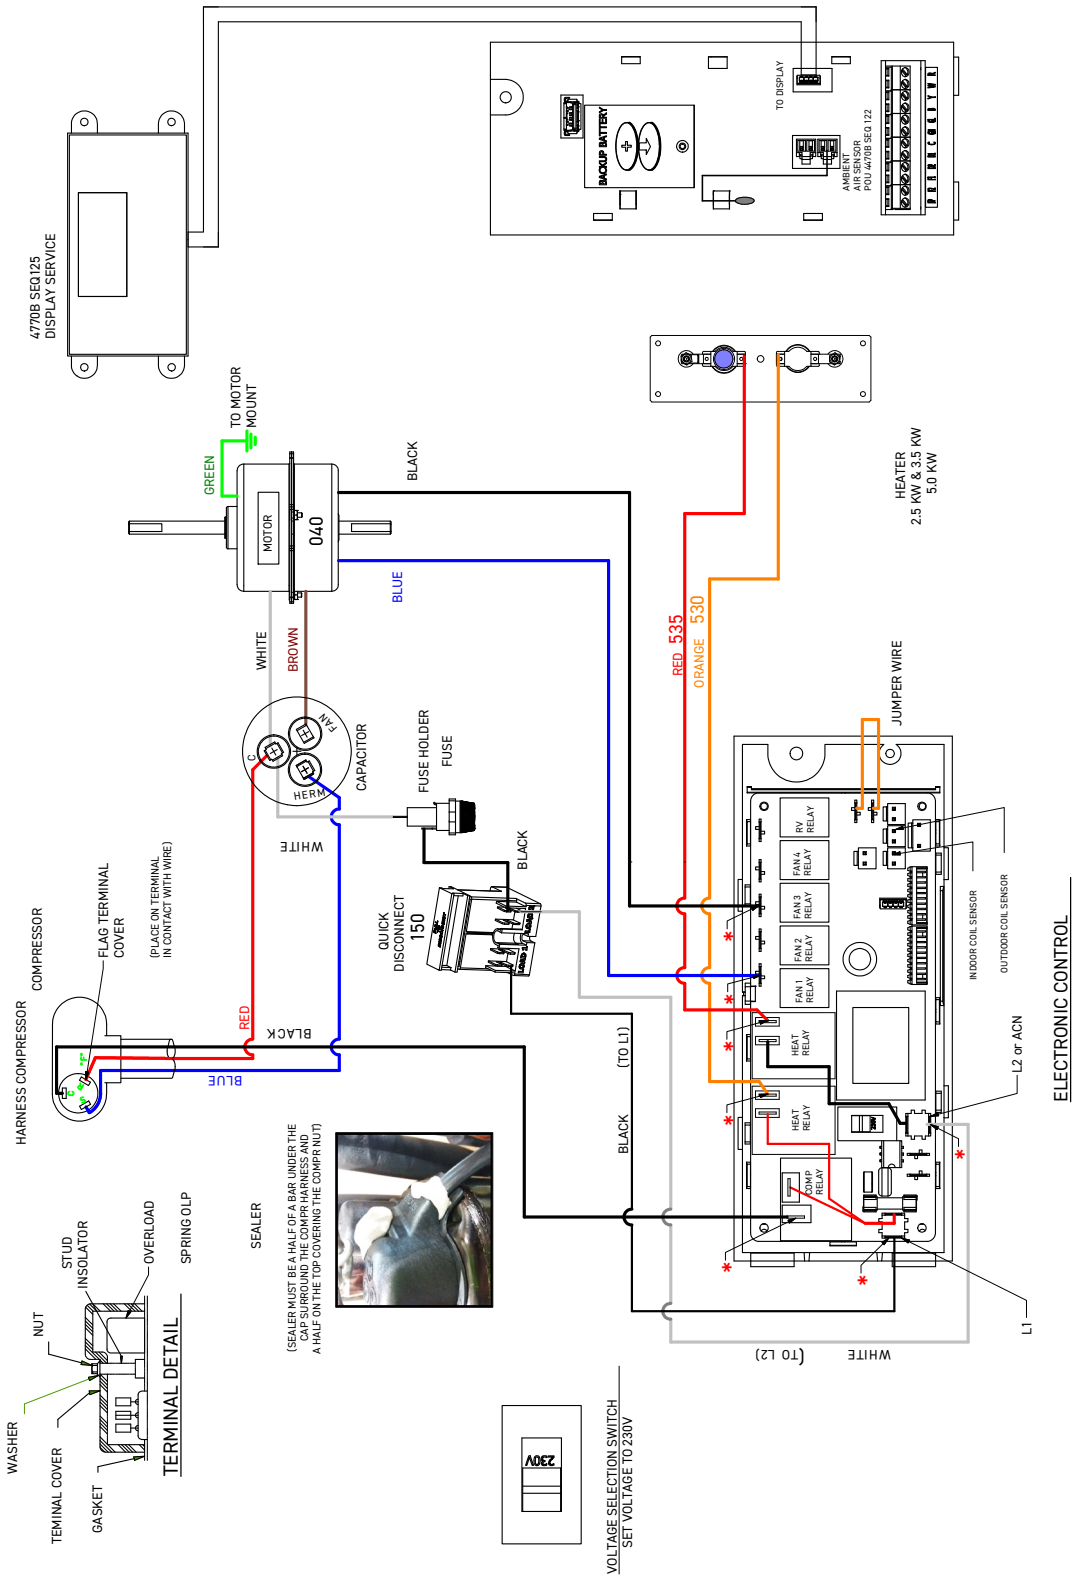 4770B SEQ125
DISPLAY SERVICE
TO DISPLAY
BACKUP BATTERY
AMBIENT
AIR SENSOR
POU 4470B SEQ 122
GREEN
TO MOTOR
MOUNT
MOTOR
040
BLACK
BLUE
WHITE
BROWN
C
FAN
HERM
CAPACITOR
WHITE
FUSE HOLDER
FUSE
BLACK
QUICK
DISCONNECT
150
LOAD 1
LOAD 2
HEATER
2.5 KW & 3.5 KW
5.0 KW
RED 535
ORANGE 530
JUMPER WIRE
HARNESS COMPRESSOR
COMPRESSOR
FLAG TERMINAL
COVER
(PLACE ON TERMINAL
IN CONTACT WITH WIRE)
C
S
R
"F"
RED
BLACK
BLUE
(TO L1)
BLACK
RV
RELAY
FAN 4
RELAY
FAN 3
RELAY
FAN 2
RELAY
FAN 1
RELAY
HEAT
RELAY
HEAT
RELAY
COMP
RELAY
230V
INDOOR COIL SENSOR
OUTDOOR COIL SENSOR
L2 or ACN
L1
ELECTRONIC CONTROL
WHITE (TO L2)
SEALER
(SEALER MUST BE A HALF OF A BAR UNDER THE
CAP SURROUND THE COMPR HARNESS AND
A HALF ON THE TOP COVERING THE COMPR NUT)
WASHER
NUT
STUD
INSOLATOR
OVERLOAD
SPRING OLP
TEMINAL COVER
GASKET
TERMINAL DETAIL
230V
VOLTAGE SELECTION SWITCH
SET VOLTAGE TO 230V